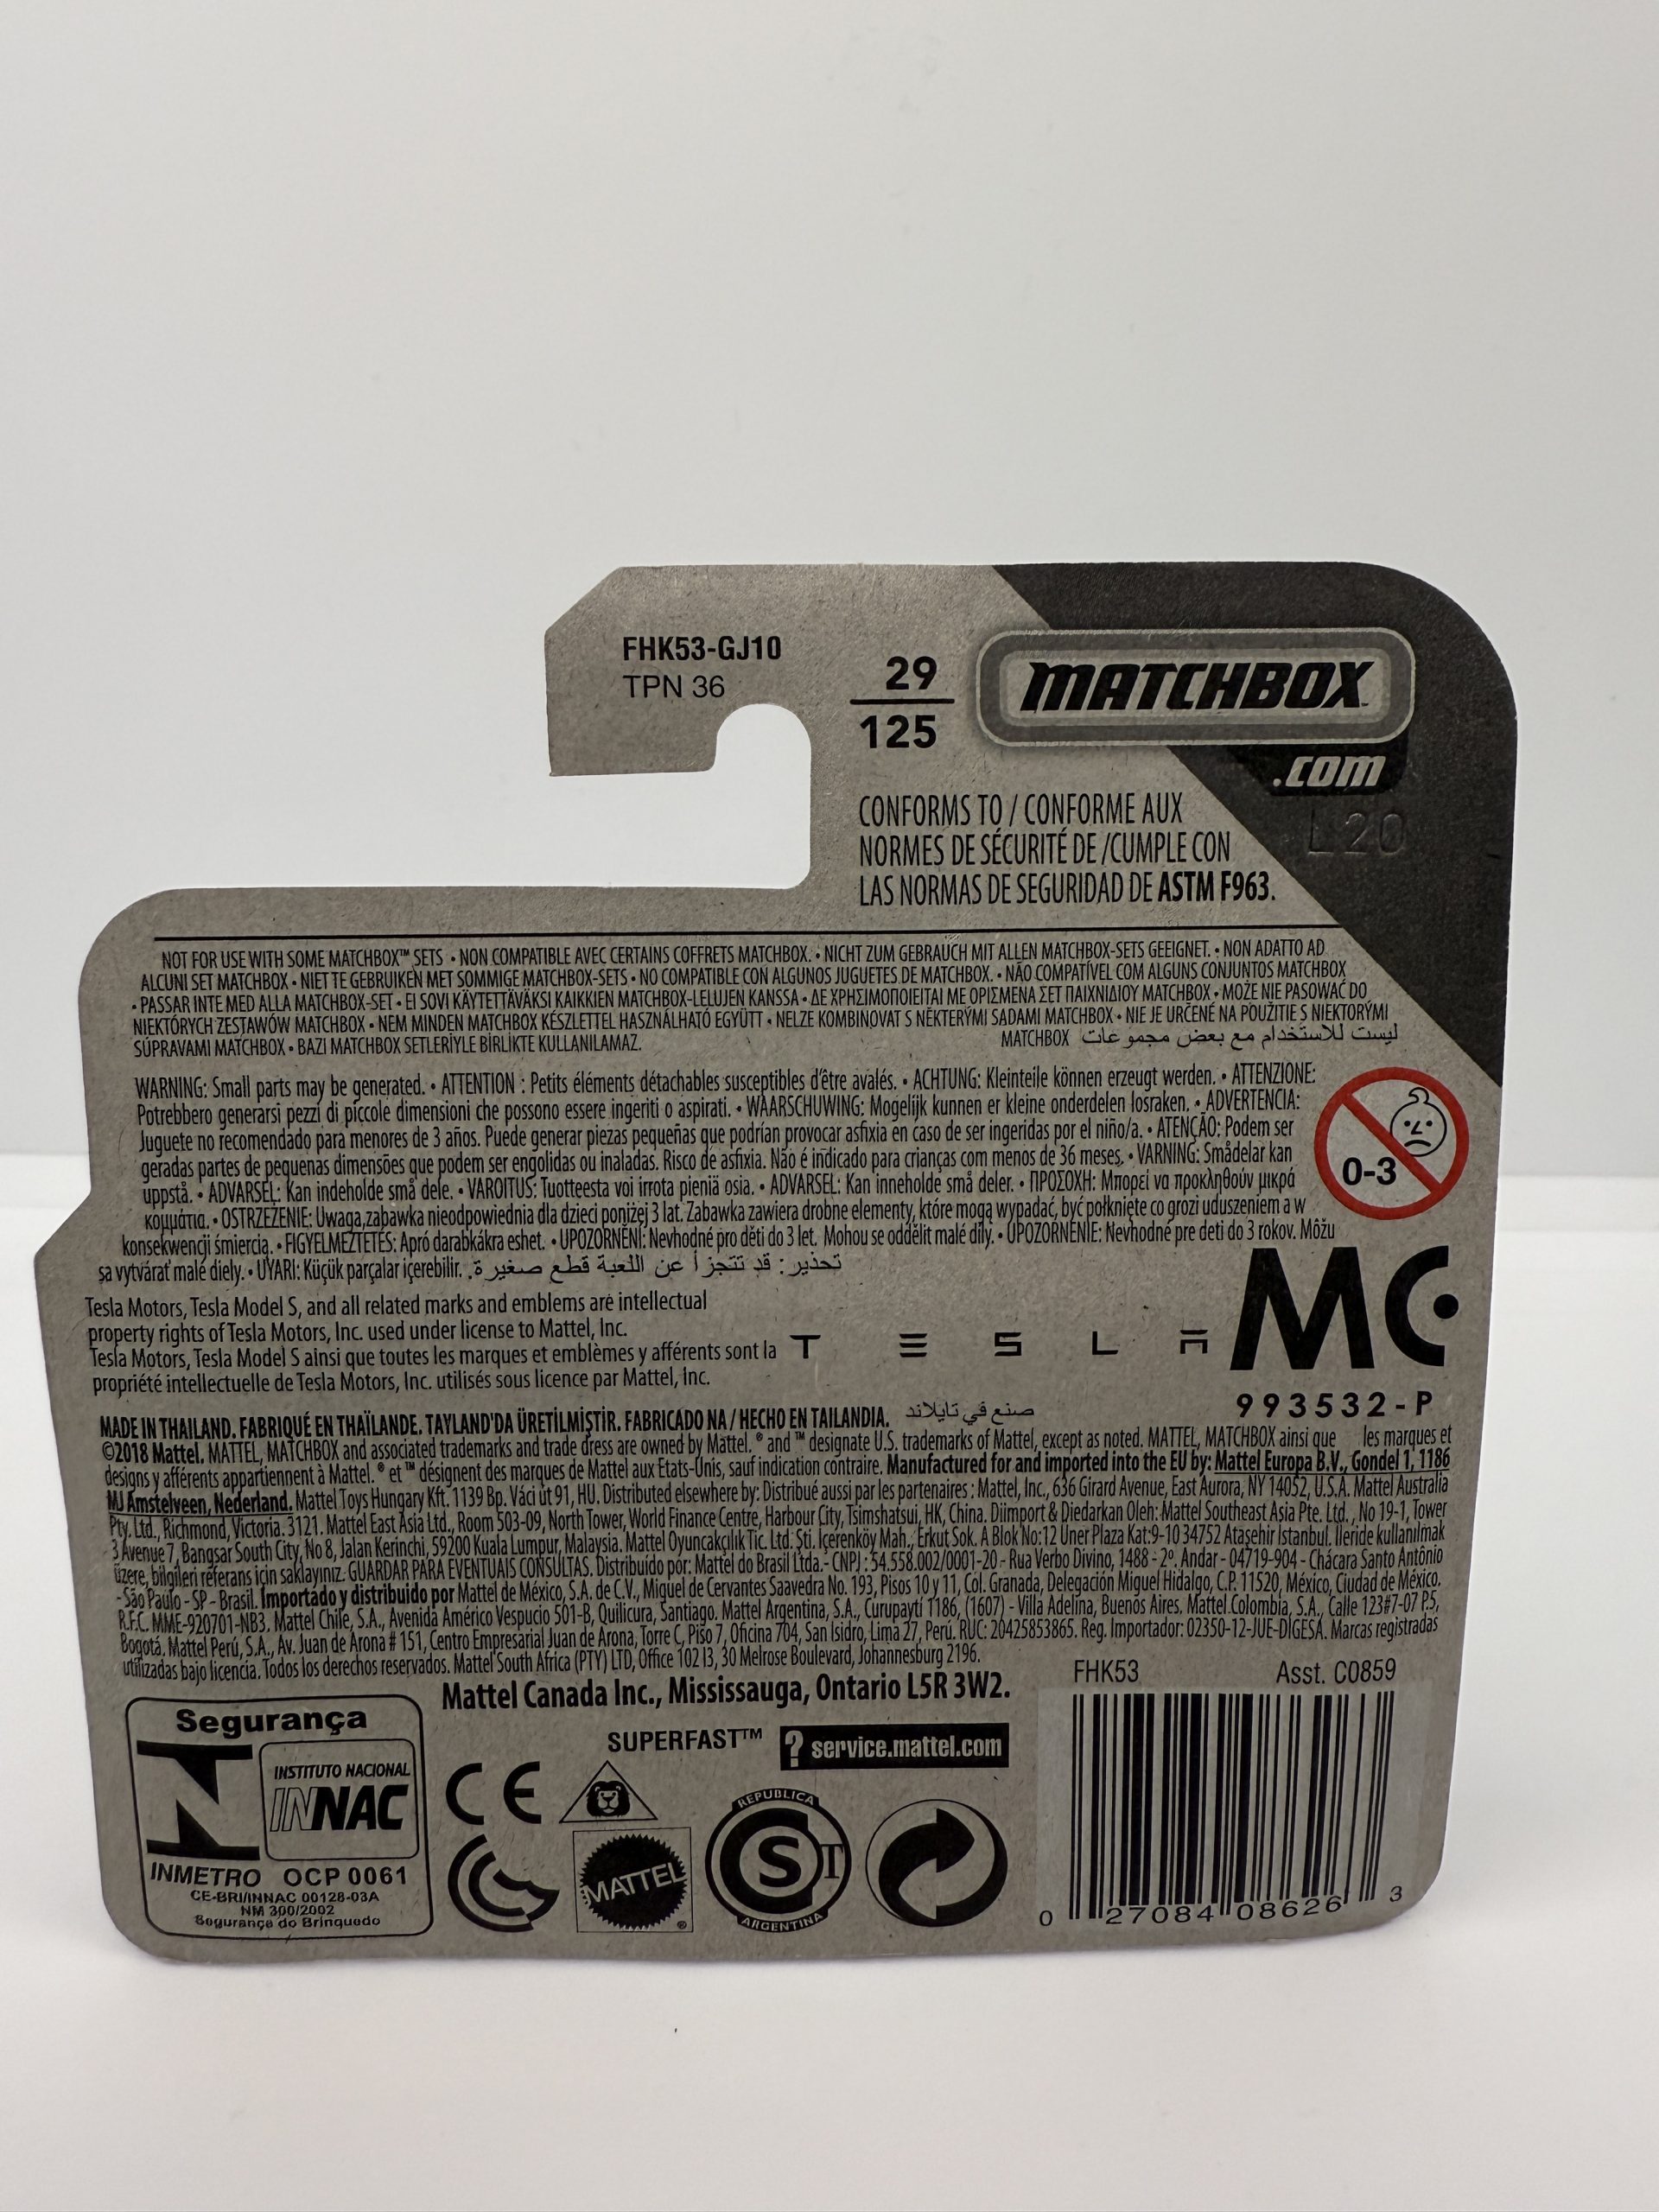 FHK53-GJ10
TPN 36
29
125
MATCHBOX
.com
L20
CONFORMS TO / CONFORME AUX
NORMES DE SÉCURITÉ DE /CUMPLE CON
LAS NORMAS DE SEGURIDAD DE ASTM F963.
NOT FOR USE WITH SOME MATCHBOX™ SETS • NON COMPATIBLE AVEC CERTAINS COFFRETS MATCHBOX. • NICHT ZUM GEBRAUCH MIT ALLEN MATCHBOX-SETS GEEIGNET. • NON ADATTO AD
ALCUNI SET MATCHBOX • NIET TE GEBRUIKEN MET SOMMIGE MATCHBOX-SETS • NO COMPATIBLE CON ALGUNOS JUGUETES DE MATCHBOX. • NÃO COMPATÍVEL COM ALGUNS CONJUNTOS MATCHBOX
• PASSAR INTE MED ALLA MATCHBOX-SET • EI SOVI KÄYTETTÄVÄKSI KAIKKIEN MATCHBOX-LELUJEN KANSSA • ΔΕ ΧΡΗΣΙΜΟΠΟΙΕΙΤΑΙ ΜΕ ΟΡΙΣΜΕΝΑ ΣΕΤ ΠΑΙΧΝΙΔΙΟΥ MATCHBOX • MOŻE NIE PASOWAĆ DO
NIEKTÓRYCH ZESTAWÓW MATCHBOX • NEM MINDEN MATCHBOX KÉSZLETTEL HASZNÁLHATÓ EGYÜTT • NELZE KOMBINOVAT S NĚKTERÝMI SADAMI MATCHBOX • NIE JE URČENÉ NA POUŽITIE S NIEKTORÝMI
SÚPRAVAMI MATCHBOX • BAZI MATCHBOX SETLERİYLE BİRLİKTE KULLANILAMAZ.
ليست للاستخدام مع بعض مجموعات MATCHBOX
WARNING: Small parts may be generated. • ATTENTION : Petits éléments détachables susceptibles d'être avalés. • ACHTUNG: Kleinteile können erzeugt werden. • ATTENZIONE:
Potrebbero generarsi pezzi di piccole dimensioni che possono essere ingeriti o aspirati. • WAARSCHUWING: Mogelijk kunnen er kleine onderdelen losraken. • ADVERTENCIA:
Juguete no recomendado para menores de 3 años. Puede generar piezas pequeñas que podrían provocar asfixia en caso de ser ingeridas por el niño/a. • ATENÇÃO: Podem ser
geradas partes de pequenas dimensões que podem ser engolidas ou inaladas. Risco de asfixia. Não é indicado para crianças com menos de 36 meses. • VARNING: Smådelar kan
uppstå. • ADVARSEL: Kan indeholde små dele. • VAROITUS: Tuotteesta voi irrota pieniä osia. • ADVARSEL: Kan inneholde små deler. • ΠΡΟΣΟΧΗ: Μπορεί να προκληθούν μικρά
κομμάτια. • OSTRZEŻENIE: Uwaga,zabawka nieodpowiednia dla dzieci poniżej 3 lat. Zabawka zawiera drobne elementy, które mogą wypadać, być połknięte co grozi uduszeniem a w
konsekwencji śmiercią. • FIGYELMEZTETÉS: Apró darabkákra eshet. • UPOZORNĚNÍ: Nevhodné pro děti do 3 let. Mohou se oddělit malé díly. • UPOZORNENIE: Nevhodné pre deti do 3 rokov. Môžu
sa vytvárať malé diely. • UYARI: Küçük parçalar içerebilir. تحذير: قد تتجزأ عن اللعبة قطع صغيرة.
0-3
Tesla Motors, Tesla Model S, and all related marks and emblems are intellectual
property rights of Tesla Motors, Inc. used under license to Mattel, Inc.
Tesla Motors, Tesla Model S ainsi que toutes les marques et emblèmes y afférents sont la
propriété intellectuelle de Tesla Motors, Inc. utilisés sous licence par Mattel, Inc.
TESLA
MC
993532-P
MADE IN THAILAND. FABRIQUÉ EN THAÏLANDE. TAYLAND'DA ÜRETİLMİŞTİR. FABRICADO NA / HECHO EN TAILANDIA. صنع في تايلاند
©2018 Mattel. MATTEL, MATCHBOX and associated trademarks and trade dress are owned by Mattel. ® and ™ designate U.S. trademarks of Mattel, except as noted. MATTEL, MATCHBOX ainsi que les marques et
designs y afférents appartiennent à Mattel. ® et ™ désignent des marques de Mattel aux États-Unis, sauf indication contraire. Manufactured for and imported into the EU by: Mattel Europa B.V., Gondel 1, 1186
MJ Amstelveen, Nederland. Mattel Toys Hungary Kft. 1139 Bp. Váci út 91, HU. Distributed elsewhere by: Distribué aussi par les partenaires : Mattel, Inc., 636 Girard Avenue, East Aurora, NY 14052, U.S.A. Mattel Australia
Pty. Ltd., Richmond, Victoria. 3121. Mattel East Asia Ltd., Room 503-09, North Tower, World Finance Centre, Harbour City, Tsimshatsui, HK, China. Diimport & Diedarkan Oleh: Mattel Southeast Asia Pte. Ltd., No 19-1, Tower
3 Avenue 7, Bangsar South City, No 8, Jalan Kerinchi, 59200 Kuala Lumpur, Malaysia. Mattel Oyuncakçılık Tic. Ltd. Şti. İçerenköy Mah., Erkut Sok. A Blok No:12 Üner Plaza Kat:9-10 34752 Ataşehir İstanbul. İleride kullanılmak
üzere, bilgileri referans için saklayınız. GUARDAR PARA EVENTUAIS CONSULTAS. Distribuído por: Mattel do Brasil Ltda.- CNPJ : 54.558.002/0001-20 - Rua Verbo Divino, 1488 - 2º. Andar - 04719-904 - Chácara Santo Antônio
- São Paulo - SP - Brasil. Importado y distribuido por Mattel de México, S.A. de C.V., Miguel de Cervantes Saavedra No. 193, Pisos 10 y 11, Col. Granada, Delegación Miguel Hidalgo, C.P. 11520, México, Ciudad de México.
R.F.C. MME-920701-NB3. Mattel Chile, S.A., Avenida Américo Vespucio 501-B, Quilicura, Santiago. Mattel Argentina, S.A., Curupaytí 1186, (1607) - Villa Adelina, Buenos Aires. Mattel Colombia, S.A., Calle 123#7-07 P.5,
Bogotá. Mattel Perú, S.A., Av. Juan de Arona # 151, Centro Empresarial Juan de Arona, Torre C, Piso 7, Oficina 704, San Isidro, Lima 27, Perú. RUC: 20425853865. Reg. Importador: 02350-12-JUE-DIGESA. Marcas registradas
utilizadas bajo licencia. Todos los derechos reservados. Mattel South Africa (PTY) LTD, Office 102 I3, 30 Melrose Boulevard, Johannesburg 2196.
Mattel Canada Inc., Mississauga, Ontario L5R 3W2.
FHK53 Asst. C0859
SUPERFAST™ ? service.mattel.com
Segurança
INSTITUTO NACIONAL
INNAC
INMETRO OCP 0061
CE-BRI/INNAC 00128-03A
NM 300/2002
Segurança do Brinquedo
CE
MATTEL ®
REPUBLICA
S T
ARGENTINA
0 27084 08626 3